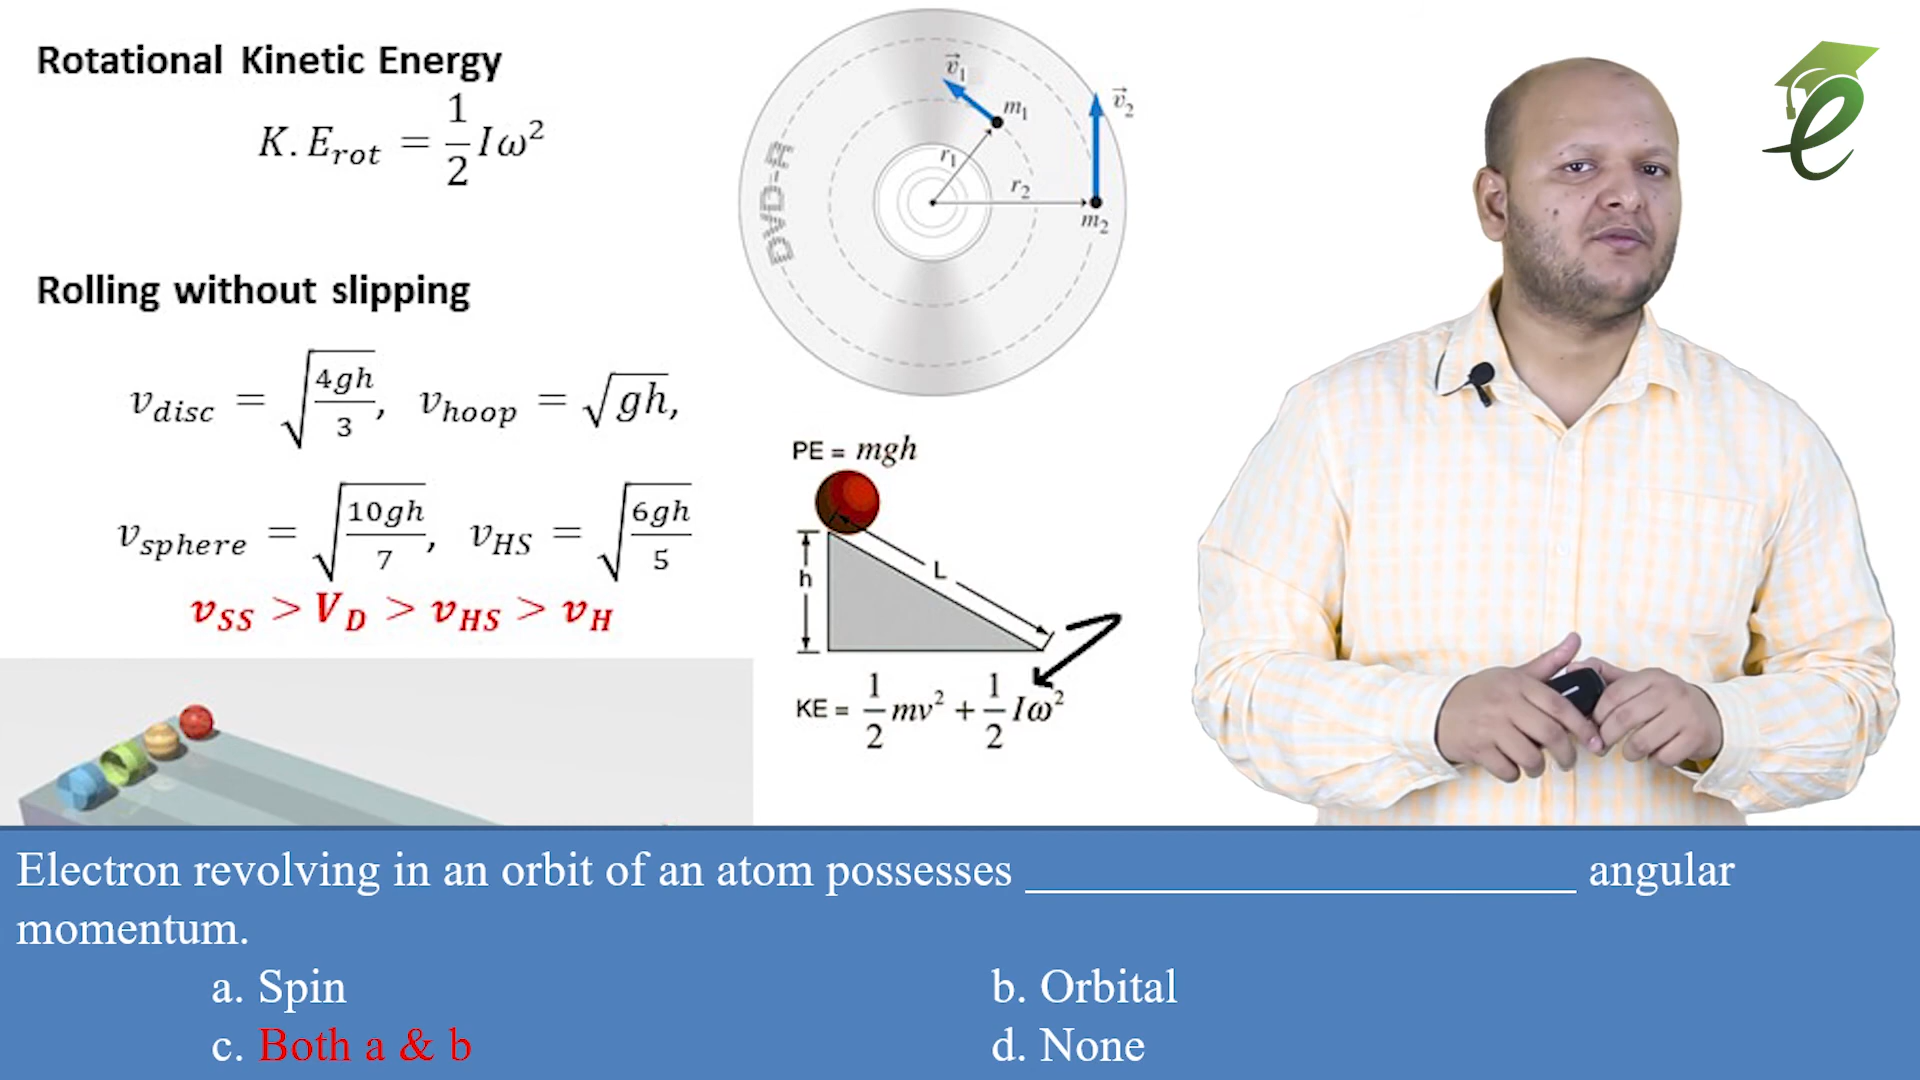 Rotational Kinetic Energy
K.E_rot = 1/2 Iω²
Rolling without slipping
v_disc = √(4gh/3), v_hoop = √gh,
v_sphere = √(10gh/7), v_HS = √(6gh/5)
v_SS > V_D > v_HS > v_H
DVD-R
v⃗₁
m₁
v⃗₂
r₁
r₂
m₂
PE = mgh
h
L
KE = 1/2 mv² + 1/2 Iω²
e
Electron revolving in an orbit of an atom possesses ______________________ angular
momentum.
a. Spin b. Orbital
c. Both a & b d. None